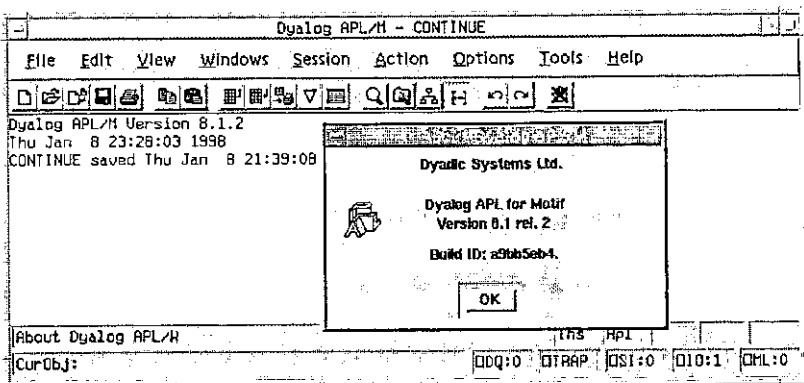 Dyalog APL/M - CONTINUE
File Edit View Windows Session Action Options Tools Help
Dyalog APL/M Version 8.1.2
Thu Jan 8 23:28:03 1998
CONTINUE saved Thu Jan 8 21:39:08
Dyadic Systems Ltd.
Dyalog APL for Motif
Version 8.1 rel. 2
Build ID: a9bb5eb4.
OK
About Dyalog APL/W Ins Apl
CurObj: ⎕DQ:0 ⎕TRAP ⎕SI:0 ⎕IO:1 ⎕ML:0